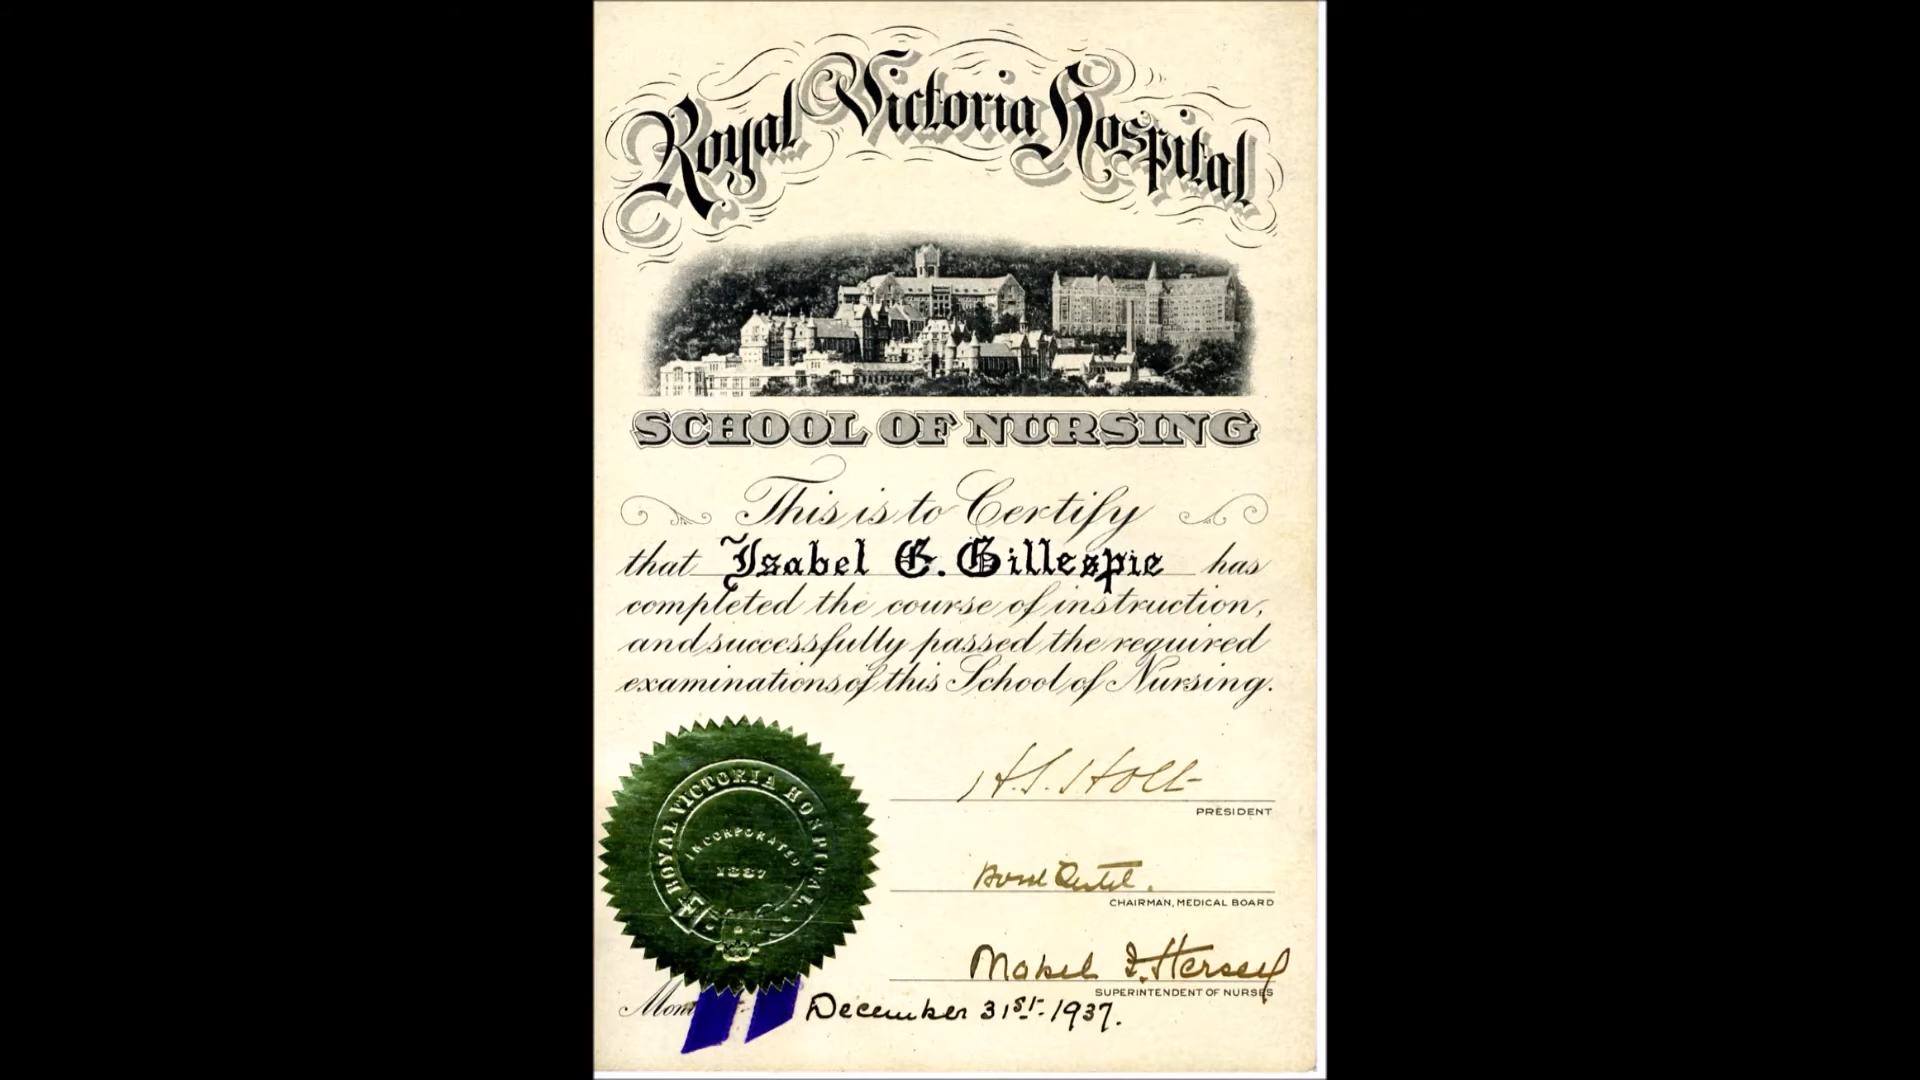 Royal Victoria Hospital
SCHOOL OF NURSING
This is to Certify
that Isabel E. Gillespie has
completed the course of instruction,
and successfully passed the required
examinations of this School of Nursing.
H.S. Holt
PRESIDENT
CHAIRMAN, MEDICAL BOARD
Mabel F. Hersey
SUPERINTENDENT OF NURSES
ROYAL VICTORIA HOSPITAL
INCORPORATED
1887
December 31st. 1937.